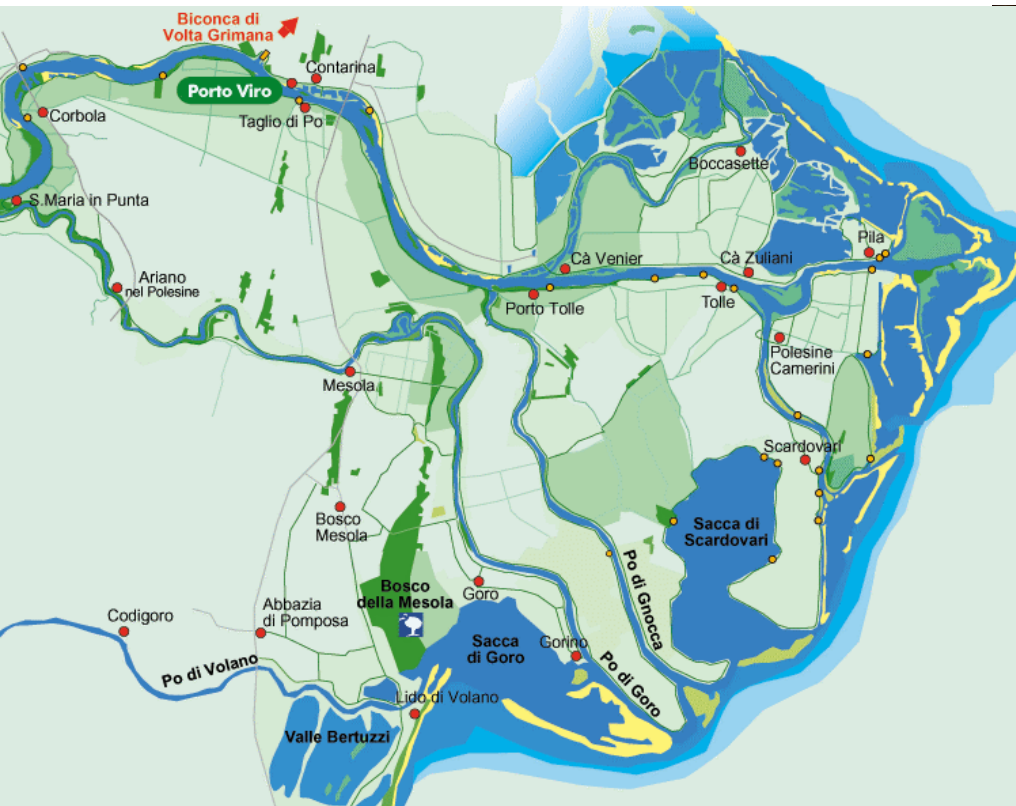 Biconca di
Volta Grimana
Contarina
Porto Viro
Taglio di Po
Corbola
S.Maria in Punta
Boccasette
Pila
Cà Venier
Cà Zuliani
Ariano
nel Polesine
Porto Tolle
Tolle
Polesine
Camerini
Mesola
Scardovari
Bosco
Mesola
Sacca di
Scardovari
Bosco
della Mesola
Goro
Po di Gnocca
Codigoro
Abbazia
di Pomposa
Sacca
di Goro
Gorino
Po di Volano
Po di Goro
Lido di Volano
Valle Bertuzzi